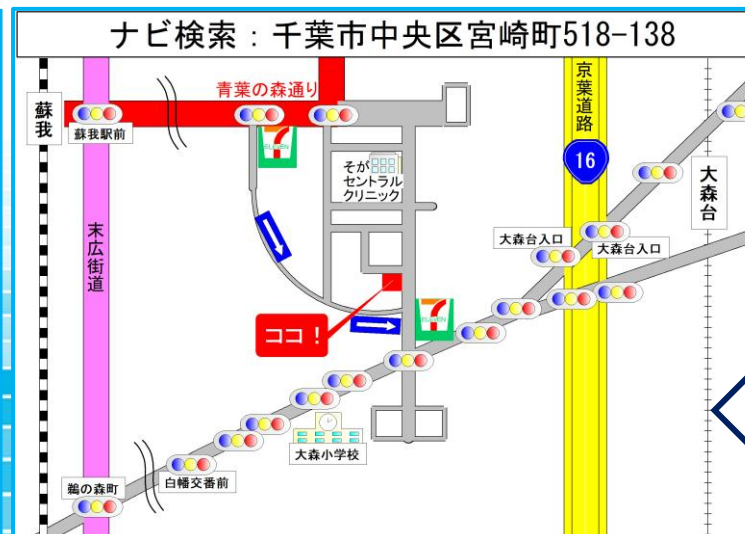 ナビ検索：千葉市中央区宮崎町518-138
青葉の森通り
蘇我
蘇我駅前
末広街道
ELEVEN
そが
セントラル
クリニック
京葉道路
16
大森台
大森台入口
大森台入口
ココ！
ELEVEN
大森小学校
白幡交番前
鵜の森町